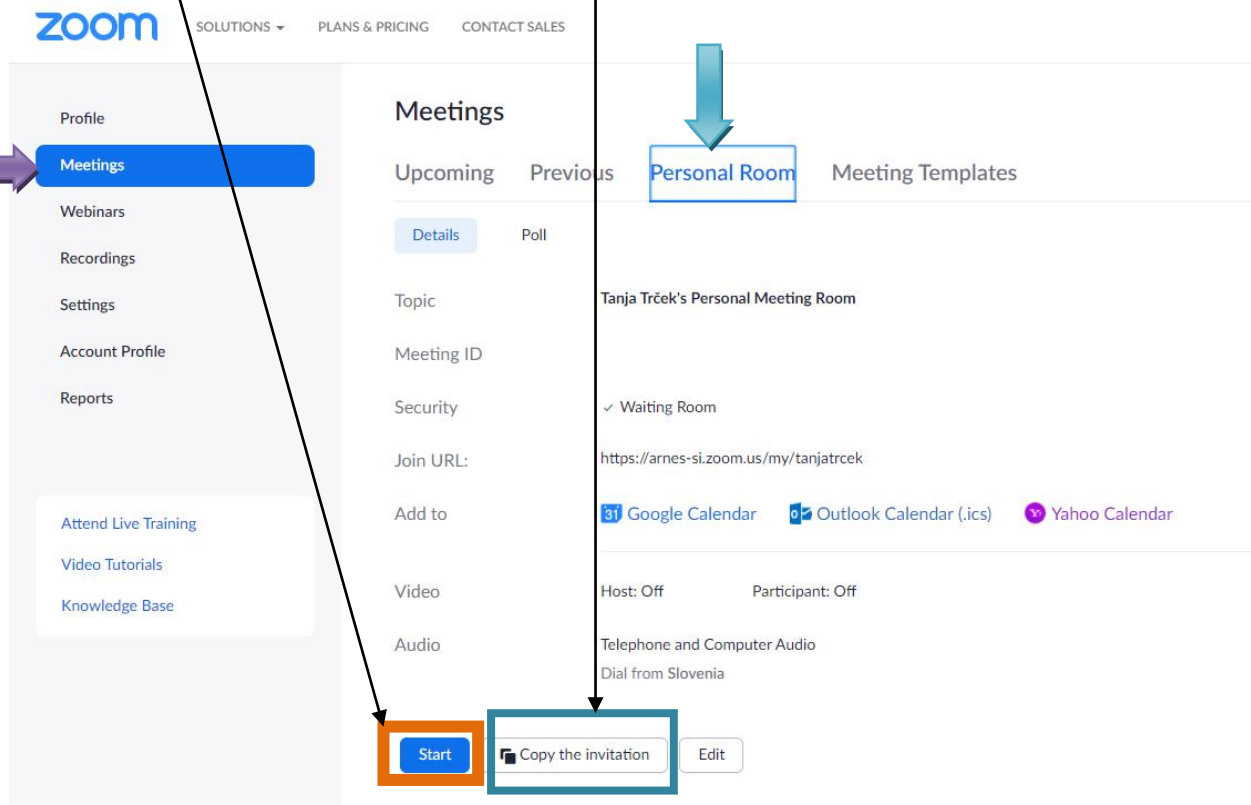 zoom SOLUTIONS PLANS & PRICING CONTACT SALES
Profile
Meetings
Webinars
Recordings
Settings
Account Profile
Reports
Attend Live Training
Video Tutorials
Knowledge Base
Meetings
Upcoming Previous Personal Room Meeting Templates
Details Poll
Topic Tanja Trček's Personal Meeting Room
Meeting ID
Security ✓ Waiting Room
Join URL: https://arnes-si.zoom.us/my/tanjatrcek
Add to 31 Google Calendar Outlook Calendar (.ics) Yahoo Calendar
Video Host: Off Participant: Off
Audio Telephone and Computer Audio
Dial from Slovenia
Start Copy the invitation Edit